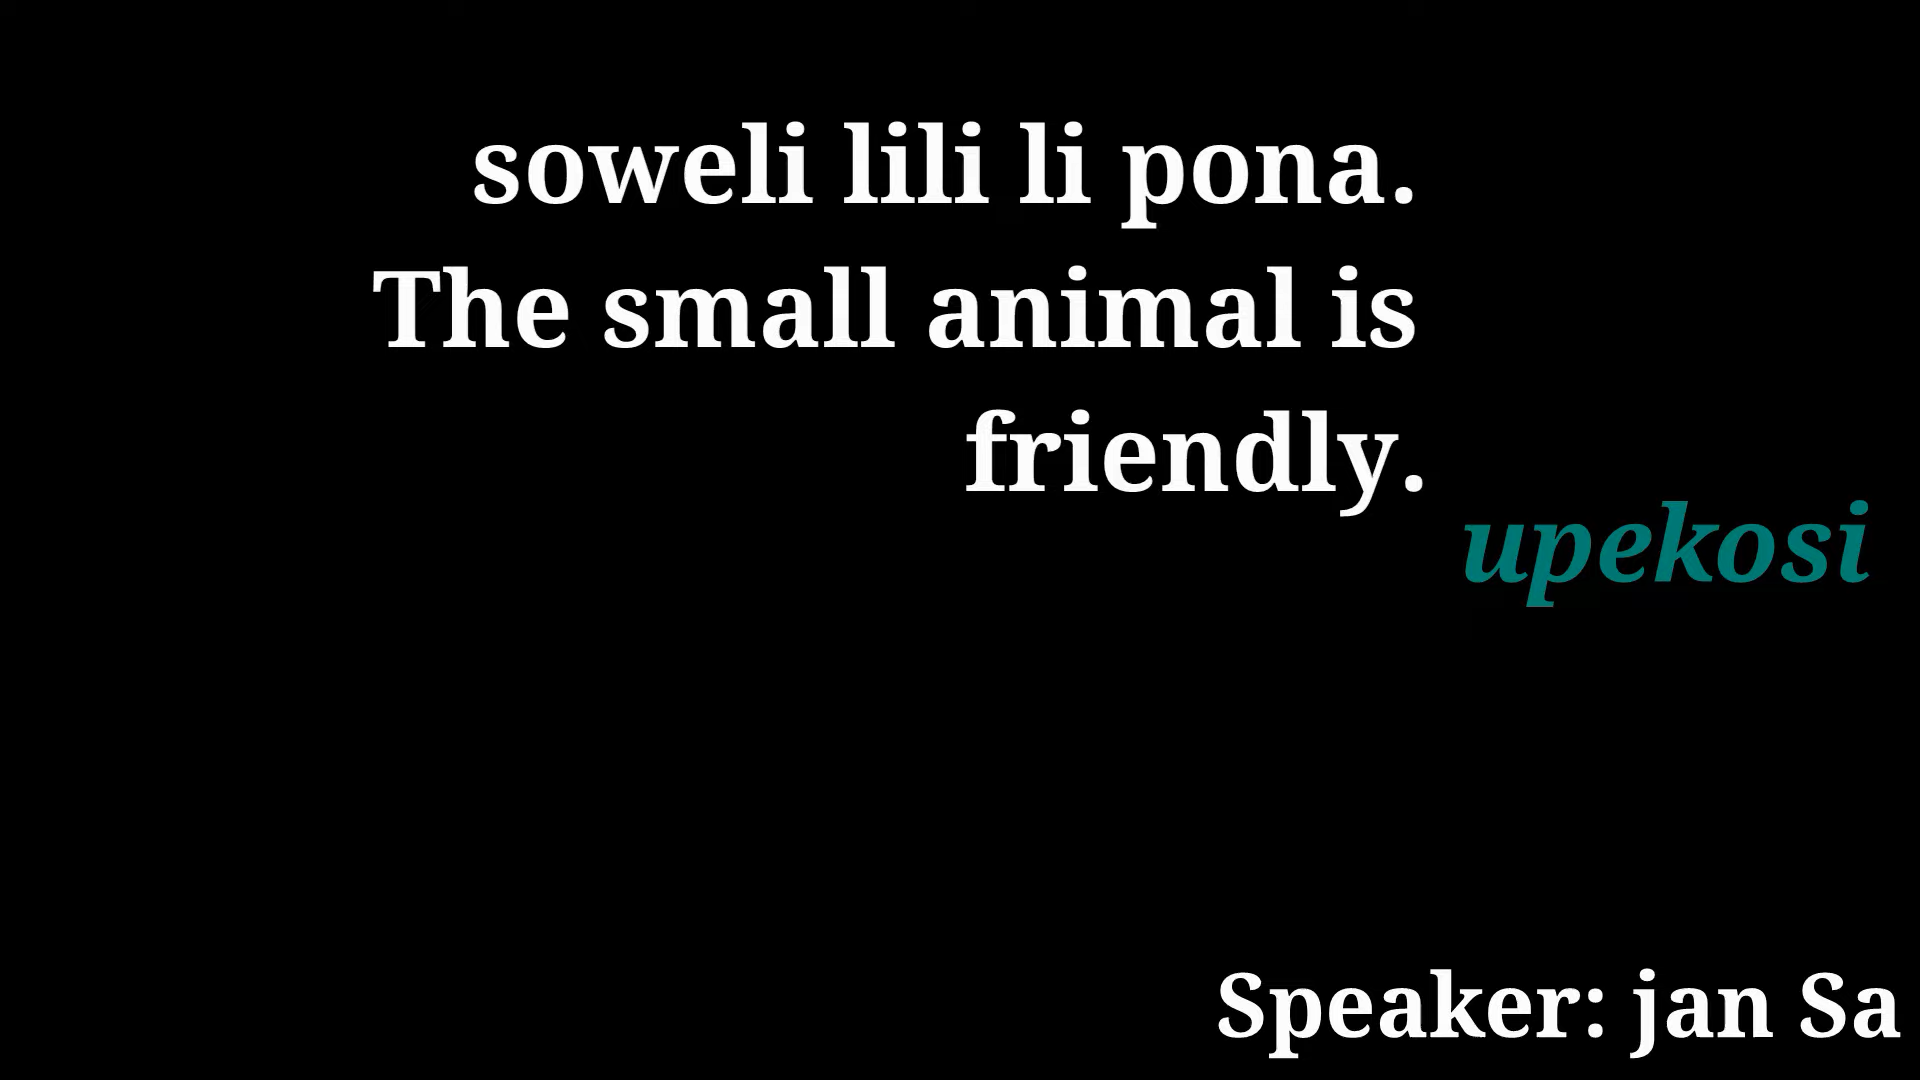 soweli lili li pona.
The small animal is
friendly.
upekosi
Speaker: jan Sa